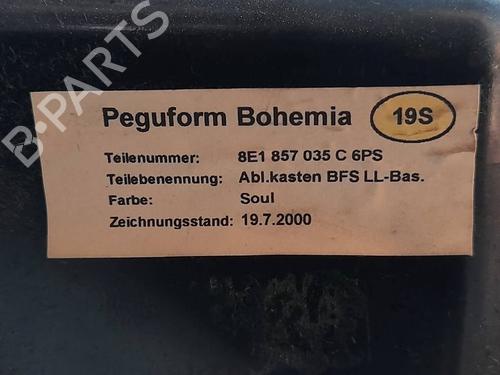 Peguform Bohemia 19S
Teilenummer: 8E1 857 035 C 6PS
Teilebenennung: Abl.kasten BFS LL-Bas.
Farbe: Soul
Zeichnungsstand: 19.7.2000
B-PARTS